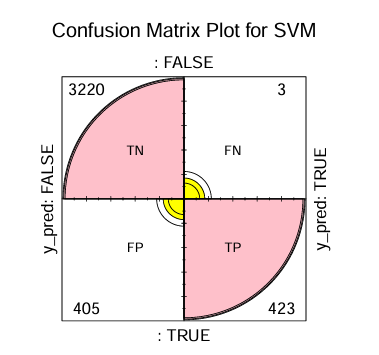 Confusion Matrix Plot for SVM
: FALSE
3220
3
TN
FN
y_pred: FALSE
y_pred: TRUE
FP
TP
405
423
: TRUE